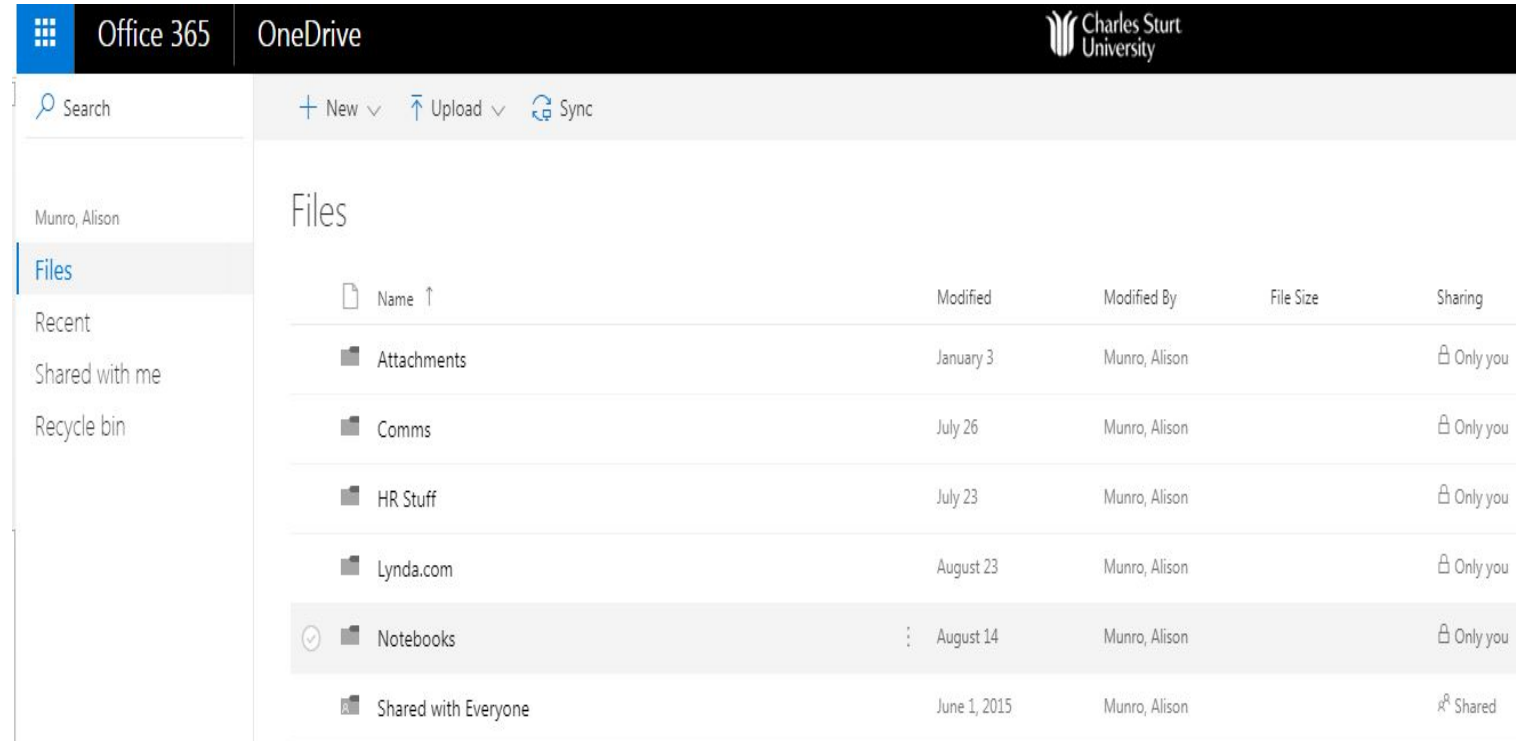 Office 365 OneDrive Charles Sturt
University
Search New Upload Sync
Munro, Alison Files
Files
Recent
Shared with me
Recycle bin
Name Modified Modified By File Size Sharing
Attachments January 3 Munro, Alison Only you
Comms July 26 Munro, Alison Only you
HR Stuff July 23 Munro, Alison Only you
Lynda.com August 23 Munro, Alison Only you
Notebooks August 14 Munro, Alison Only you
Shared with Everyone June 1, 2015 Munro, Alison Shared